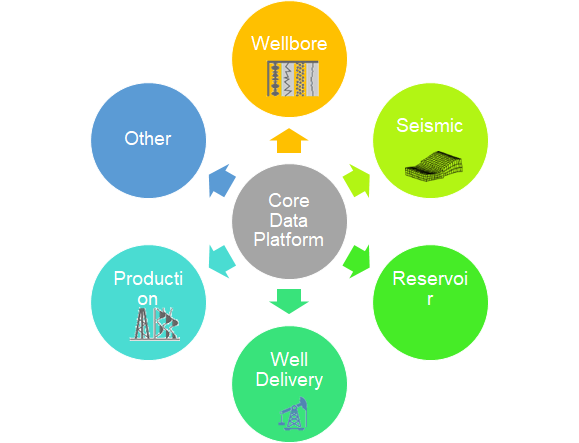 Wellbore
Seismic
Other
Core
Data
Platform
Producti
on
Reservoi
r
Well
Delivery